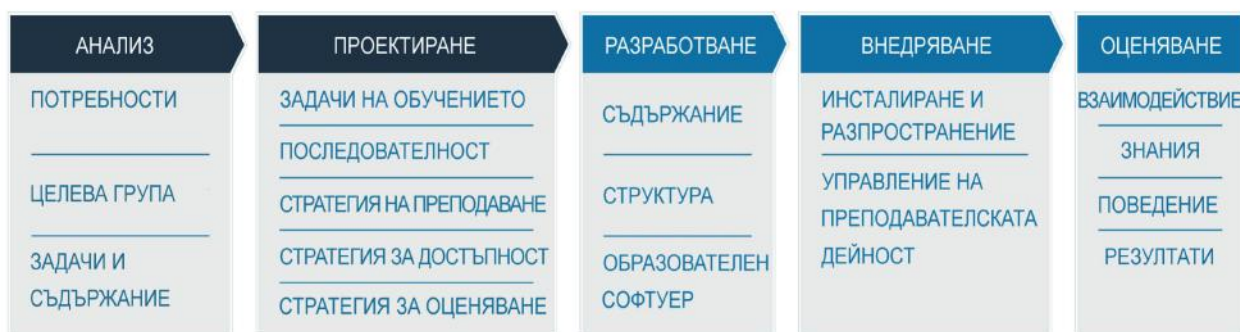 АНАЛИЗ
ПОТРЕБНОСТИ
ЦЕЛЕВА ГРУПА
ЗАДАЧИ И
СЪДЪРЖАНИЕ
ПРОЕКТИРАНЕ
ЗАДАЧИ НА ОБУЧЕНИЕТО
ПОСЛЕДОВАТЕЛНОСТ
СТРАТЕГИЯ НА ПРЕПОДАВАНЕ
СТРАТЕГИЯ ЗА ДОСТЪПНОСТ
СТРАТЕГИЯ ЗА ОЦЕНЯВАНЕ
РАЗРАБОТВАНЕ
СЪДЪРЖАНИЕ
СТРУКТУРА
ОБРАЗОВАТЕЛЕН
СОФТУЕР
ВНЕДРЯВАНЕ
ИНСТАЛИРАНЕ И
РАЗПРОСТРАНЕНИЕ
УПРАВЛЕНИЕ НА
ПРЕПОДАВАТЕЛСКАТА
ДЕЙНОСТ
ОЦЕНЯВАНЕ
ВЗАИМОДЕЙСТВИЕ
ЗНАНИЯ
ПОВЕДЕНИЕ
РЕЗУЛТАТИ